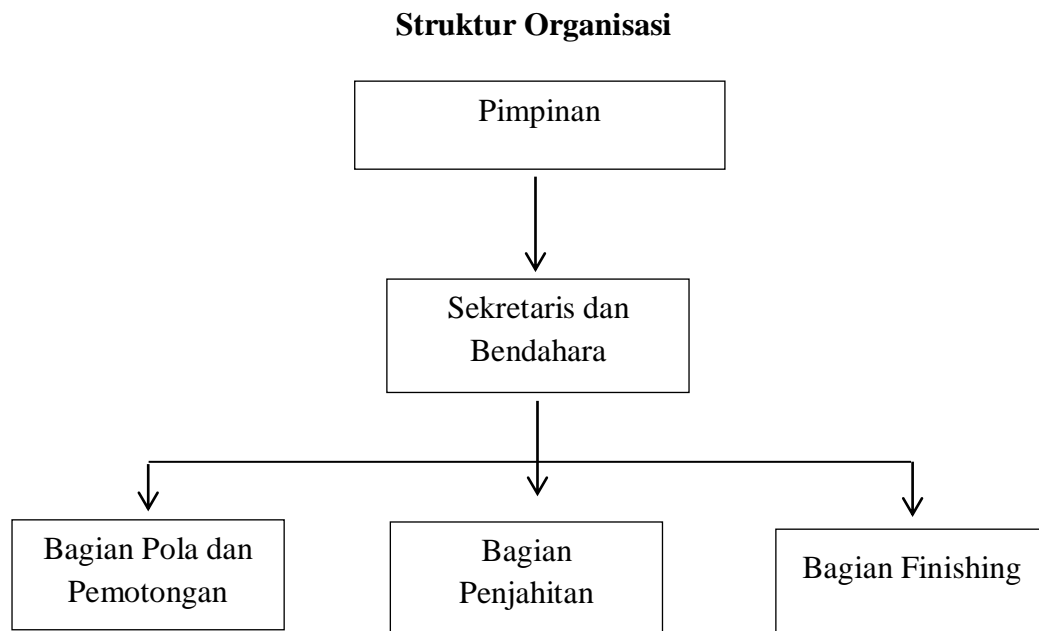 Struktur Organisasi
Pimpinan
Sekretaris dan
Bendahara
Bagian Pola dan
Pemotongan
Bagian
Penjahitan
Bagian Finishing